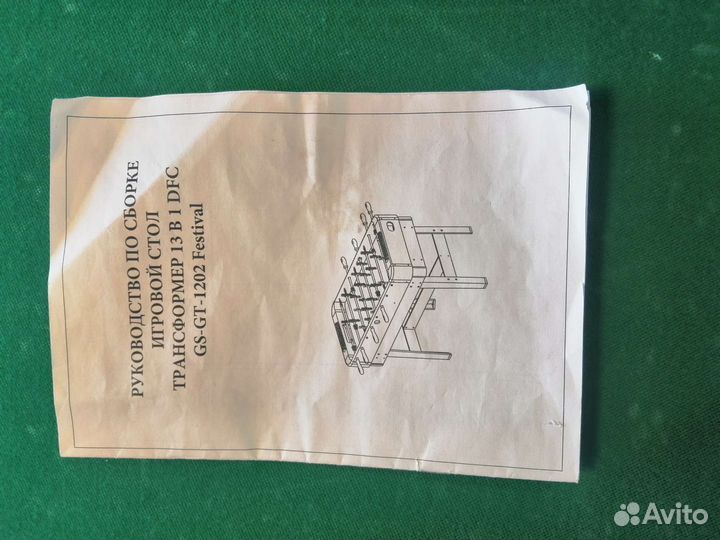 РУКОВОДСТВО ПО СБОРКЕ
ИГРОВОЙ СТОЛ
ТРАНСФОРМЕР 13 В 1 DFC
GS-GT-1202 Festival
Avito